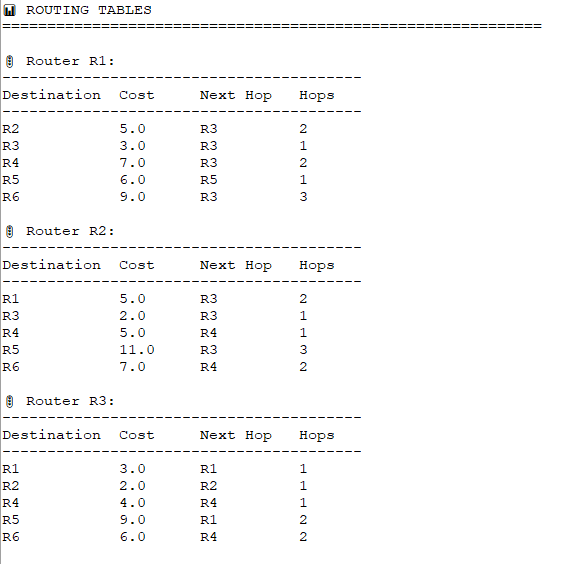 ROUTING TABLES
============================================================
Router R1:
----------------------------------------
Destination  Cost     Next Hop   Hops
----------------------------------------
R2           5.0      R3         2
R3           3.0      R3         1
R4           7.0      R3         2
R5           6.0      R5         1
R6           9.0      R3         3
Router R2:
----------------------------------------
Destination  Cost     Next Hop   Hops
----------------------------------------
R1           5.0      R3         2
R3           2.0      R3         1
R4           5.0      R4         1
R5           11.0     R3         3
R6           7.0      R4         2
Router R3:
----------------------------------------
Destination  Cost     Next Hop   Hops
----------------------------------------
R1           3.0      R1         1
R2           2.0      R2         1
R4           4.0      R4         1
R5           9.0      R1         2
R6           6.0      R4         2